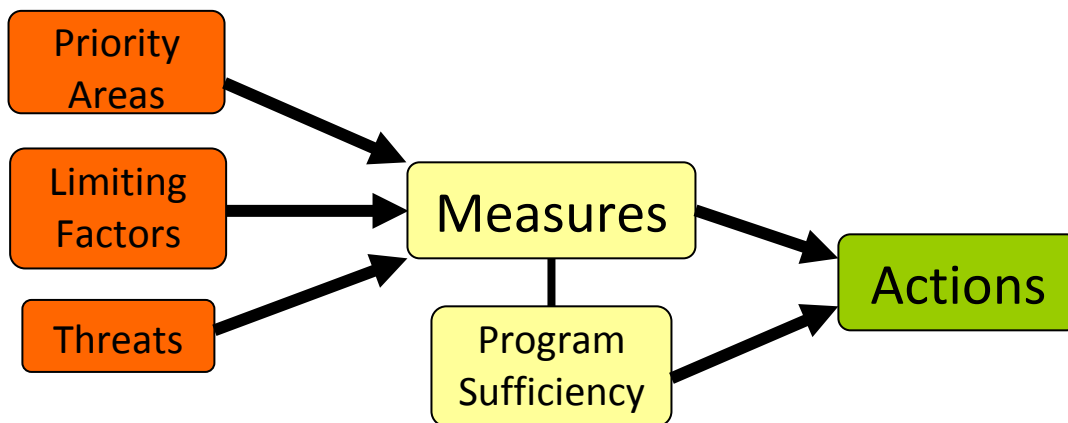 Priority
Areas
Limiting
Factors
Threats
Measures
Program
Sufficiency
Actions